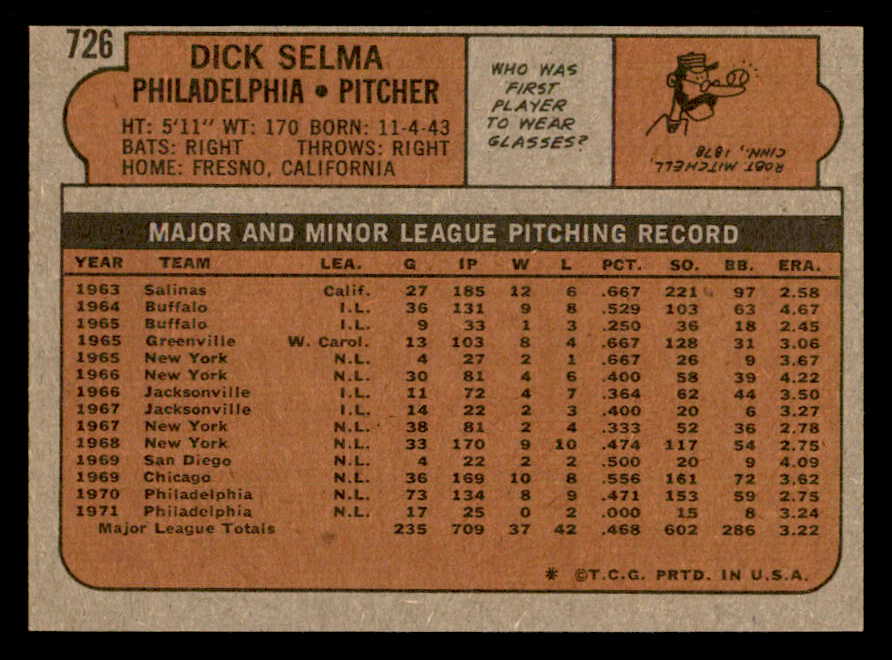 726
DICK SELMA
PHILADELPHIA • PITCHER
HT: 5'11" WT: 170 BORN: 11-4-43
BATS: RIGHT THROWS: RIGHT
HOME: FRESNO, CALIFORNIA
WHO WAS
FIRST
PLAYER
TO WEAR
GLASSES?
ROBT. MITCHELL,
CINN., 1878
MAJOR AND MINOR LEAGUE PITCHING RECORD
YEAR TEAM LEA. G IP W L PCT. SO. BB. ERA.
1963 Salinas Calif. 27 185 12 6 .667 221 97 2.58
1964 Buffalo I.L. 36 131 9 8 .529 103 63 4.67
1965 Buffalo I.L. 9 33 1 3 .250 36 18 2.45
1965 Greenville W. Carol. 13 103 8 4 .667 128 31 3.06
1965 New York N.L. 4 27 2 1 .667 26 9 3.67
1966 New York N.L. 30 81 4 6 .400 58 39 4.22
1966 Jacksonville I.L. 11 72 4 7 .364 62 44 3.50
1967 Jacksonville I.L. 14 22 2 3 .400 20 6 3.27
1967 New York N.L. 38 81 2 4 .333 52 36 2.78
1968 New York N.L. 33 170 9 10 .474 117 54 2.75
1969 San Diego N.L. 4 22 2 2 .500 20 9 4.09
1969 Chicago N.L. 36 169 10 8 .556 161 72 3.62
1970 Philadelphia N.L. 73 134 8 9 .471 153 59 2.75
1971 Philadelphia N.L. 17 25 0 2 .000 15 8 3.24
Major League Totals 235 709 37 42 .468 602 286 3.22
* ©T.C.G. PRTD. IN U.S.A.